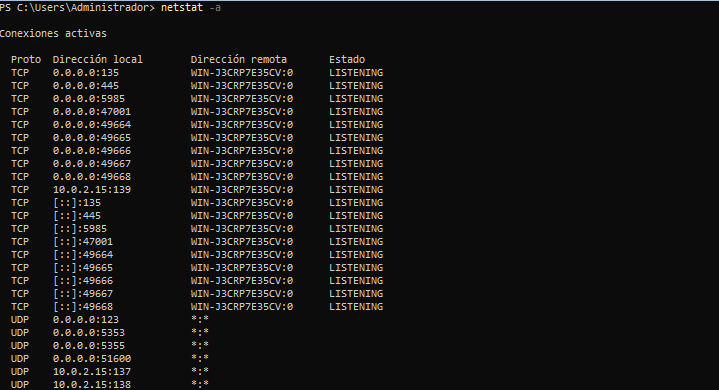 PS C:\Users\Administrador> netstat -a
Conexiones activas
Proto Dirección local Dirección remota Estado
TCP 0.0.0.0:135 WIN-J3CRP7E35CV:0 LISTENING
TCP 0.0.0.0:445 WIN-J3CRP7E35CV:0 LISTENING
TCP 0.0.0.0:5985 WIN-J3CRP7E35CV:0 LISTENING
TCP 0.0.0.0:47001 WIN-J3CRP7E35CV:0 LISTENING
TCP 0.0.0.0:49664 WIN-J3CRP7E35CV:0 LISTENING
TCP 0.0.0.0:49665 WIN-J3CRP7E35CV:0 LISTENING
TCP 0.0.0.0:49666 WIN-J3CRP7E35CV:0 LISTENING
TCP 0.0.0.0:49667 WIN-J3CRP7E35CV:0 LISTENING
TCP 0.0.0.0:49668 WIN-J3CRP7E35CV:0 LISTENING
TCP 10.0.2.15:139 WIN-J3CRP7E35CV:0 LISTENING
TCP [::]:135 WIN-J3CRP7E35CV:0 LISTENING
TCP [::]:445 WIN-J3CRP7E35CV:0 LISTENING
TCP [::]:5985 WIN-J3CRP7E35CV:0 LISTENING
TCP [::]:47001 WIN-J3CRP7E35CV:0 LISTENING
TCP [::]:49664 WIN-J3CRP7E35CV:0 LISTENING
TCP [::]:49665 WIN-J3CRP7E35CV:0 LISTENING
TCP [::]:49666 WIN-J3CRP7E35CV:0 LISTENING
TCP [::]:49667 WIN-J3CRP7E35CV:0 LISTENING
TCP [::]:49668 WIN-J3CRP7E35CV:0 LISTENING
UDP 0.0.0.0:123 *:*
UDP 0.0.0.0:5353 *:*
UDP 0.0.0.0:5355 *:*
UDP 0.0.0.0:51600 *:*
UDP 10.0.2.15:137 *:*
UDP 10.0.2.15:138 *:*